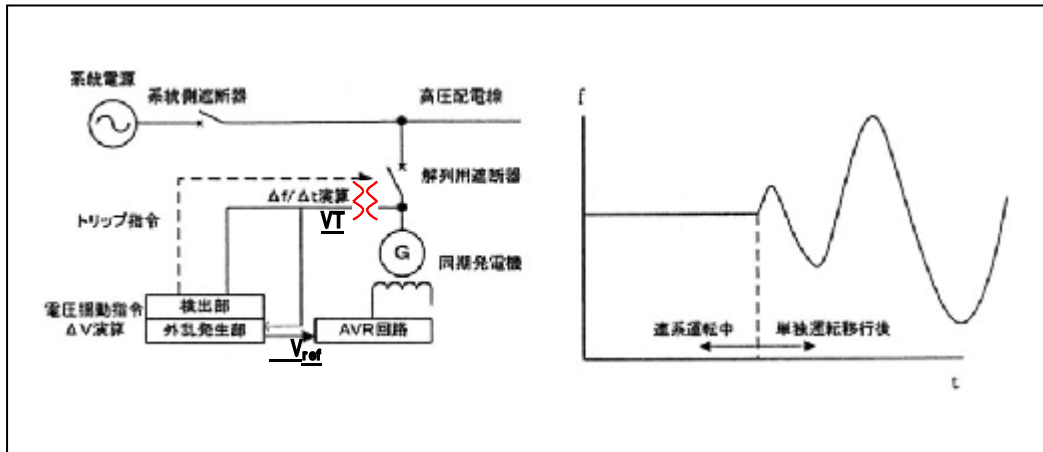 系統電源
系統側遮断器
高圧配電線
解列用遮断器
Δf/Δt演算
VT
トリップ指令
G
同期発電機
電圧揺動指令
ΔV演算
検出部
外乱発生部
AVR回路
Vref
f
連系運転中
単独運転移行後
t